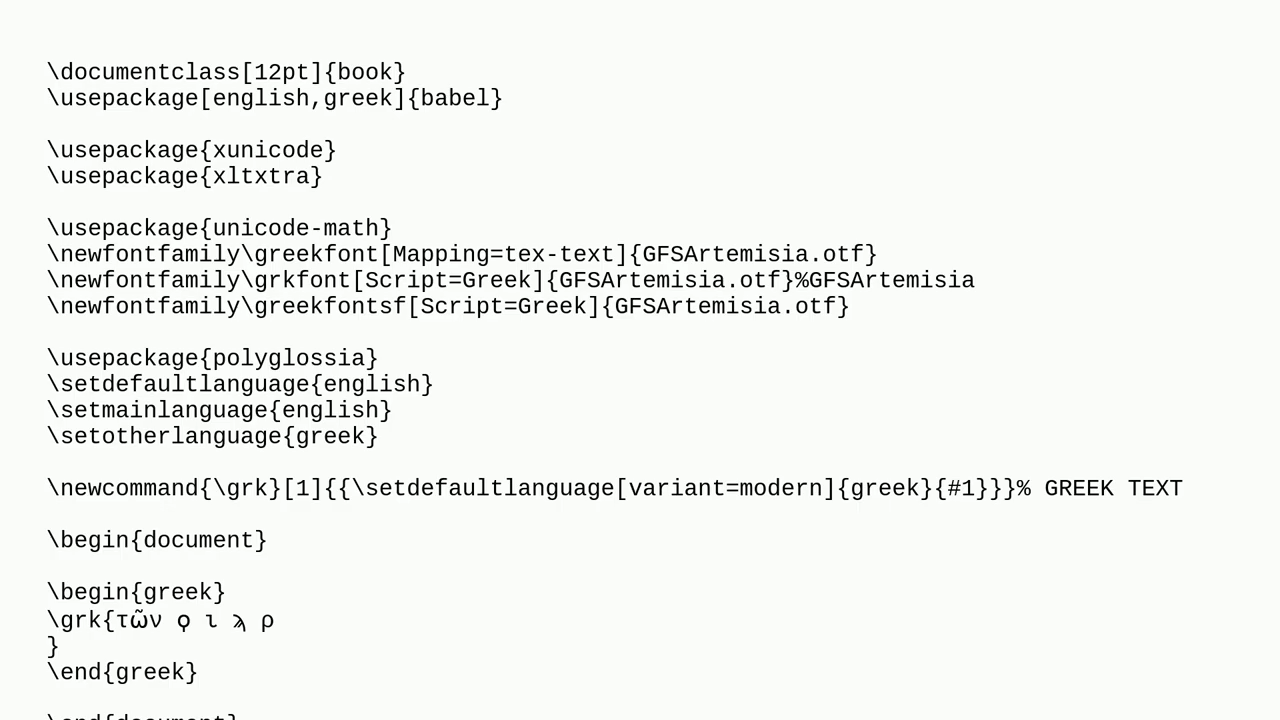 \documentclass[12pt]{book}
\usepackage[english,greek]{babel}
\usepackage{xunicode}
\usepackage{xltxtra}
\usepackage{unicode-math}
\newfontfamily\greekfont[Mapping=tex-text]{GFSArtemisia.otf}
\newfontfamily\grkfont[Script=Greek]{GFSArtemisia.otf}%GFSArtemisia
\newfontfamily\greekfontsf[Script=Greek]{GFSArtemisia.otf}
\usepackage{polyglossia}
\setdefaultlanguage{english}
\setmainlanguage{english}
\setotherlanguage{greek}
\newcommand{\grk}[1]{{\setdefaultlanguage[variant=modern]{greek}{#1}}}% GREEK TEXT
\begin{document}
\begin{greek}
\grk{τῶν ϙ ι ϡ ρ
}
\end{greek}
\end{document}